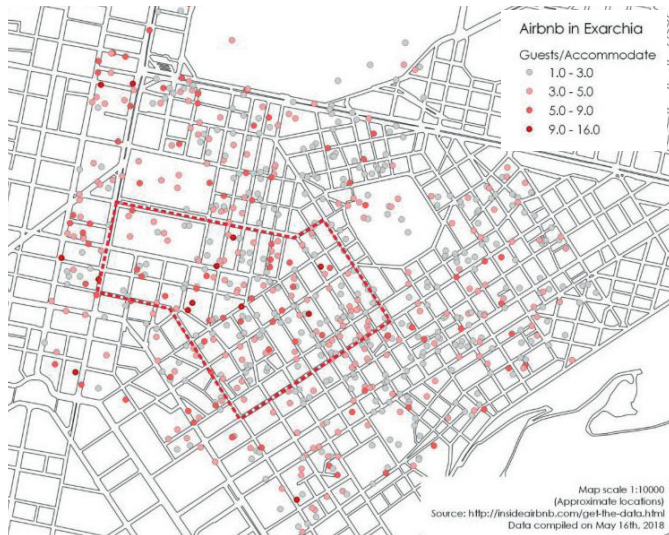 Airbnb in Exarchia
Guests/Accommodate
1.0 - 3.0
3.0 - 5.0
5.0 - 9.0
9.0 - 16.0
Map scale 1:10000
(Approximate locations)
Source: http://insideairbnb.com/get-the-data.html
Data compiled on May 16th, 2018